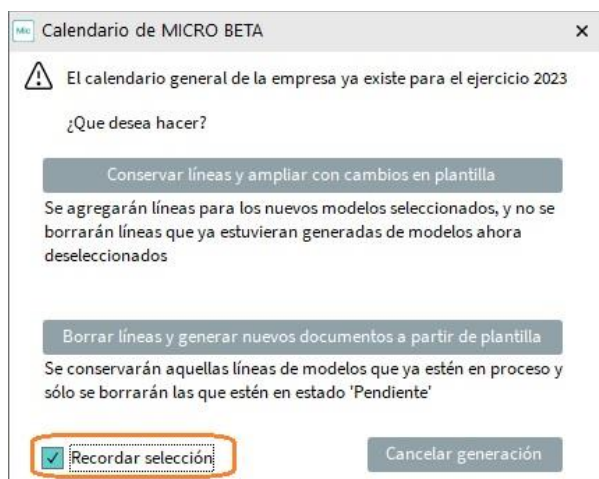 Mic Calendario de MICRO BETA
El calendario general de la empresa ya existe para el ejercicio 2023
¿Que desea hacer?
Conservar líneas y ampliar con cambios en plantilla
Se agregarán líneas para los nuevos modelos seleccionados, y no se
borrarán líneas que ya estuvieran generadas de modelos ahora
deseleccionados
Borrar líneas y generar nuevos documentos a partir de plantilla
Se conservarán aquellas líneas de modelos que ya estén en proceso y
sólo se borrarán las que estén en estado 'Pendiente'
Recordar selección Cancelar generación